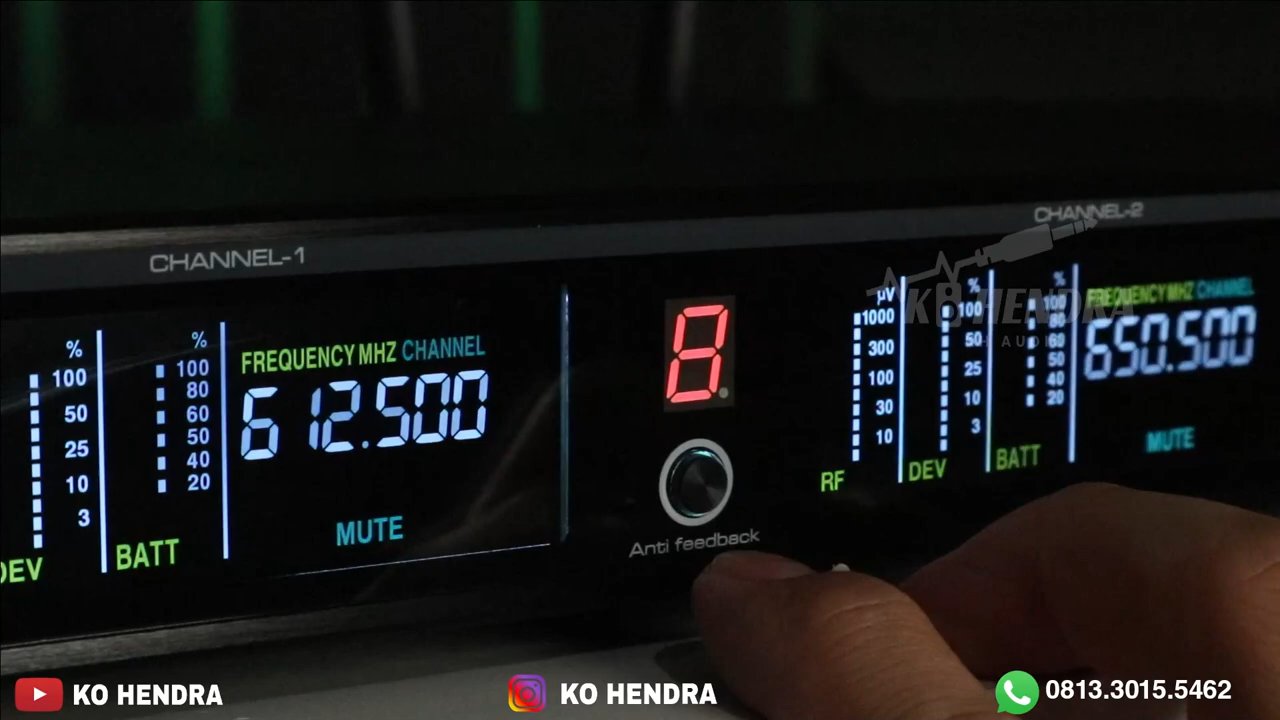 CHANNEL-1
CHANNEL-2
%
100
50
25
10
3
DEV
%
100
80
60
50
40
20
BATT
FREQUENCY MHZ CHANNEL
612.500
MUTE
8
Anti feedback
µV
1000
300
100
30
10
RF
%
100
50
25
10
3
DEV
%
100
80
60
50
40
20
BATT
FREQUENCY MHZ CHANNEL
650.500
MUTE
KO HENDRA
AUDIO
KO HENDRA
KO HENDRA
0813.3015.5462